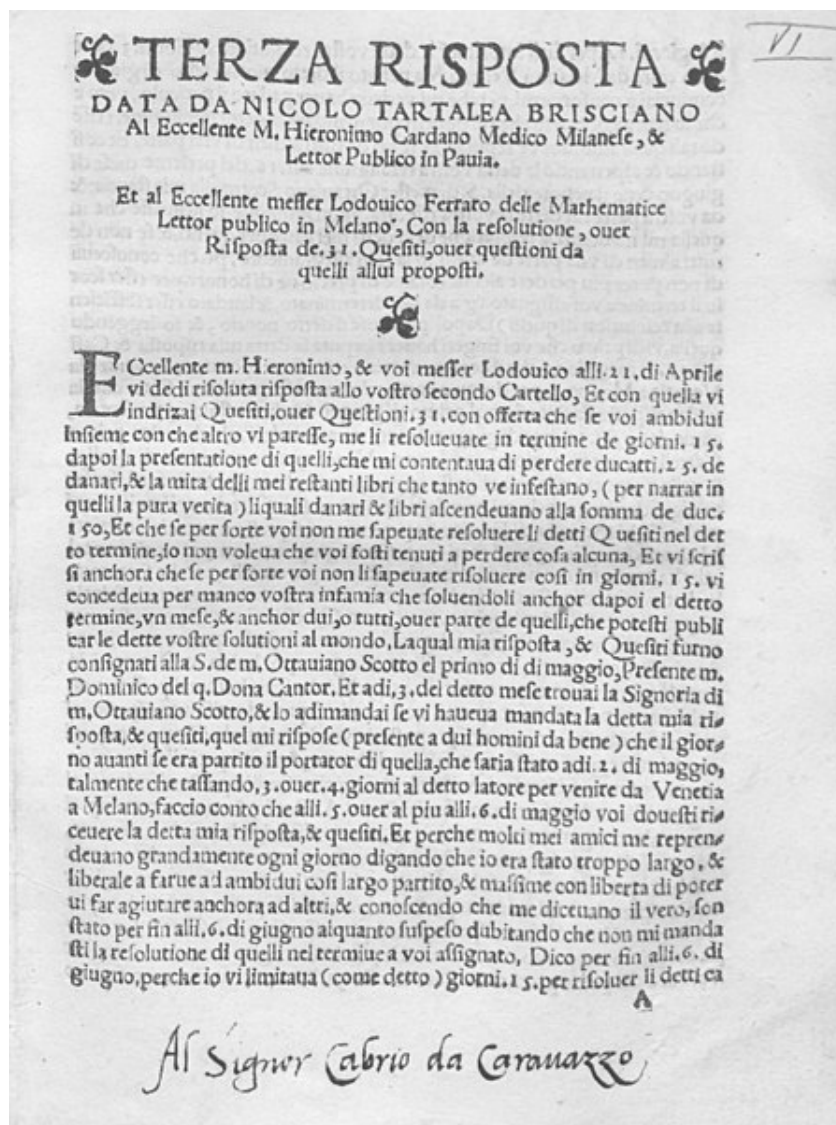 VI
TERZA RISPOSTA
DATA DA NICOLO TARTALEA BRISCIANO
Al Eccellente M. Hieronimo Cardano Medico Milanese, &
Lettor Publico in Pauia.
Et al Eccellente messer Lodouico Ferraro delle Mathematice
Lettor publico in Melano, Con la resolutione, ouer
Risposta de. 31. Quesiti, ouer questioni da
quelli allui proposti.
ECcellente m. Hieronimo, & voi messer Lodouico alli. 21. di Aprile
vi dedi risoluta risposta allo vostro secondo Cartello, Et con quella vi
indrizai Quesiti, ouer Questioni. 31. con offerta che se voi ambidui
Insieme con che altro vi paresse, me li resolueuate in termine de giorni. 15.
dapoi la presentatione di quelli, che mi contentaua di perdere ducatti. 25. de
danari, & la mita delli mei restanti libri che tanto ve infestano, ( per narrar in
quelli la pura verita ) liquali danari & libri ascendeuano alla somma de duc.
150, Et che se per sorte voi non me sapeuate resoluere li detti Quesiti nel det
to termine, io non voleua che voi fosti tenuti a perdere cosa alcuna, Et vi scris
si anchora che se per sorte voi non li sapeuate risoluere cosi in giorni. 15. vi
concedeua per manco vostra infamia che soluendoli anchor dapoi el detto
termine, vn mese, & anchor dui, o tutti, ouer parte de quelli, che potesti publi
car le dette vostre solutioni al mondo. Laqual mia risposta, & Quesiti furno
consignati alla S. de m. Ottauiano Scotto el primo di di maggio, Presente m.
Dominico del q. Dona Cantor. Et adi. 3. del detto mese trouai la Signoria di
m. Ottauiano Scotto, & lo adimandai se vi haueua mandata la detta mia ri-
sposta, & quesiti, quel mi rispose ( presente a dui homini da bene ) che il gior-
no auanti se era partito il portator di quella, che saria stato adi. 2. di maggio,
talmente che tassando. 3. ouer. 4. giorni al detto latore per venire da Venetia
a Melano, faccio conto che alli. 5. ouer al piu alli. 6. di maggio voi douesti ri-
ceuere la detta mia risposta, & quesiti. Et perche molti mei amici me repren-
deuano grandamente ogni giorno digando che io era stato troppo largo, &
liberale a farue ad ambidui cosi largo partito, & massime con liberta di poter
ui far agiutare anchora ad altri, & conoscendo che me diceuano il vero, son
stato per fin alli. 6. di giugno alquanto suspeso dubitando che non mi manda
sti la resolutione di quelli nel termiue a voi assignato, Dico per fin alli. 6. di
giugno, perche io vi limitaua ( come detto ) giorni. 15. per risoluer li detti ca
A
Al Signor Cabrio da Carauazzo